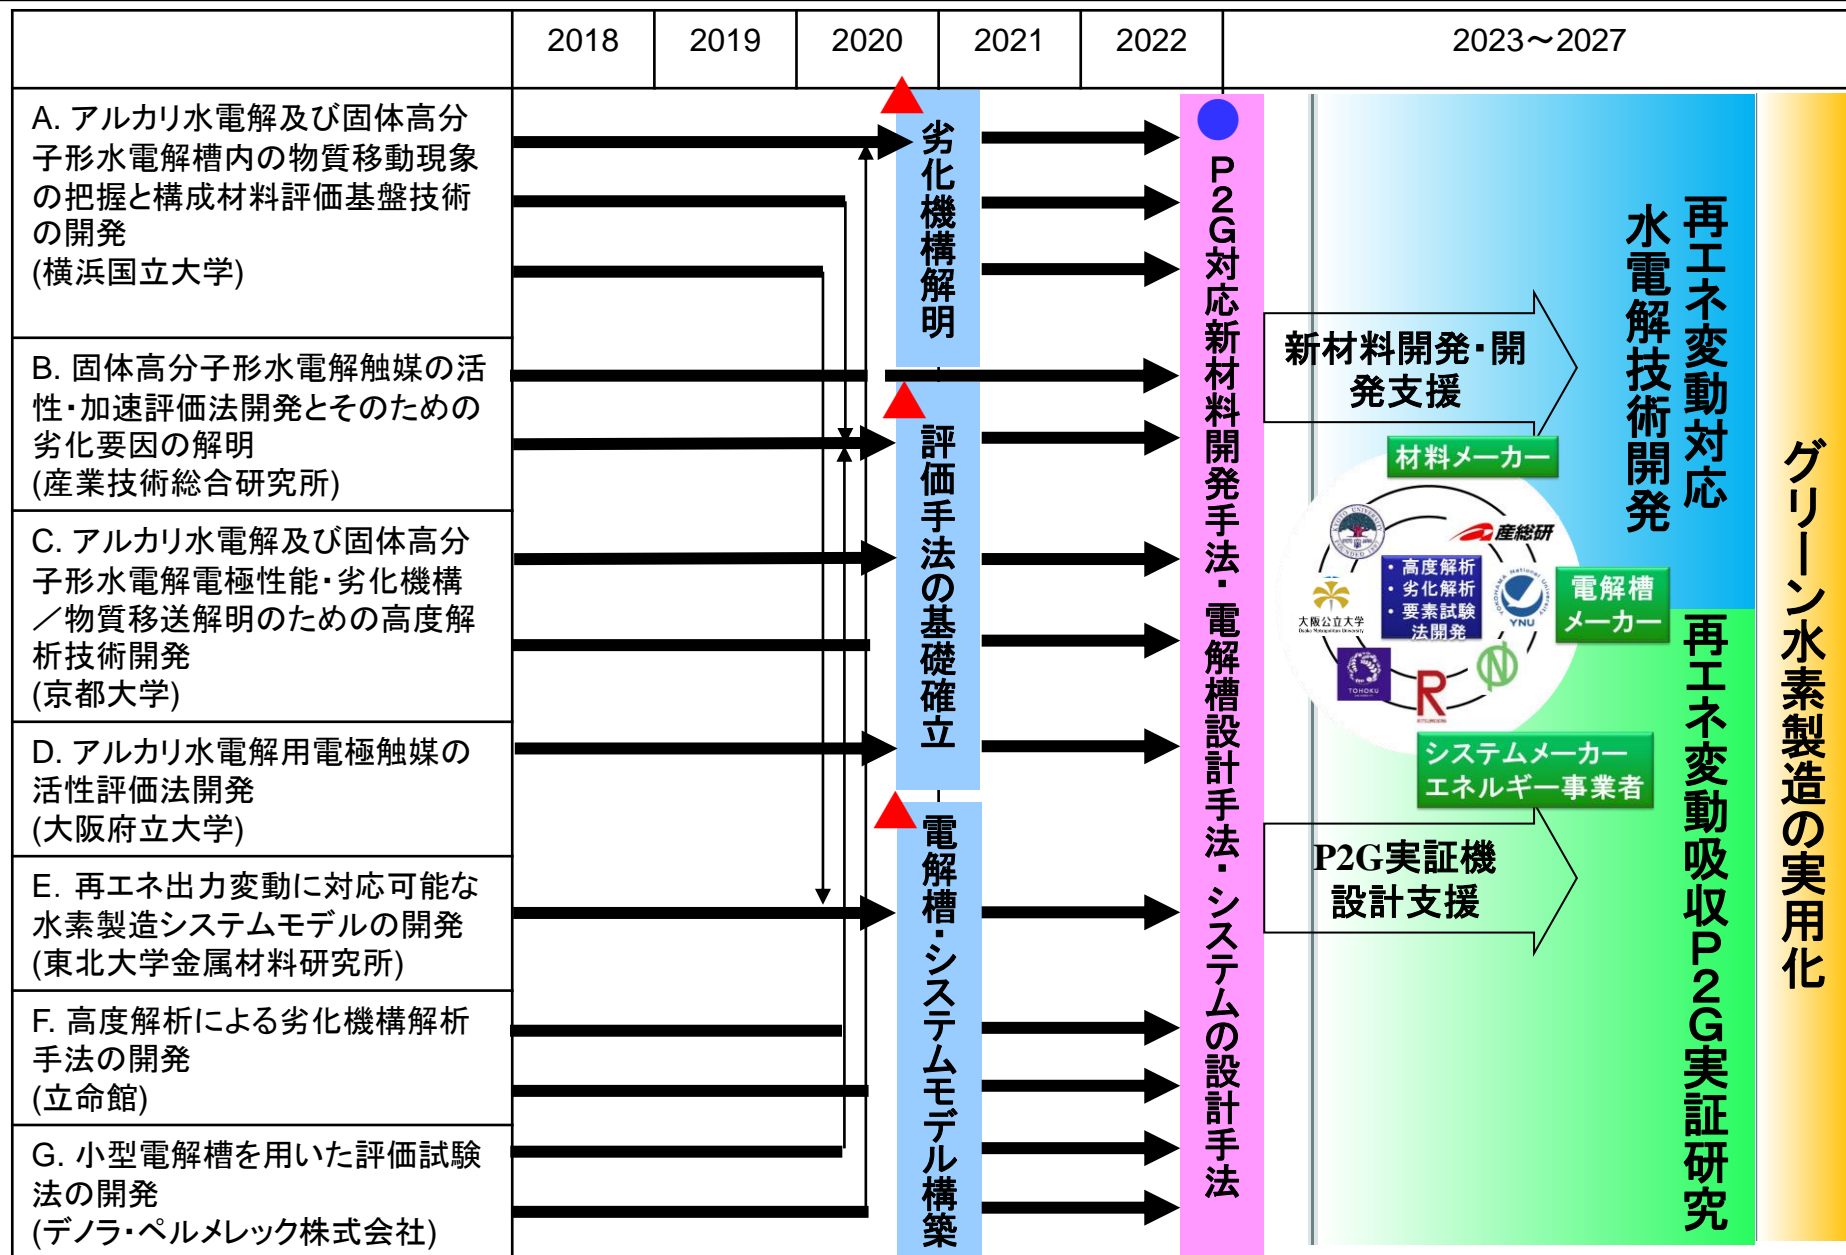 2018
2019
2020
2021
2022
2023～2027
A. アルカリ水電解及び固体高分
子形水電解槽内の物質移動現象
の把握と構成材料評価基盤技術
の開発
(横浜国立大学)
B. 固体高分子形水電解触媒の活
性・加速評価法開発とそのための
劣化要因の解明
(産業技術総合研究所)
C. アルカリ水電解及び固体高分
子形水電解電極性能・劣化機構
／物質移送解明のための高度解
析技術開発
(京都大学)
D. アルカリ水電解用電極触媒の
活性評価法開発
(大阪府立大学)
E. 再エネ出力変動に対応可能な
水素製造システムモデルの開発
(東北大学金属材料研究所)
F. 高度解析による劣化機構解析
手法の開発
(立命館)
G. 小型電解槽を用いた評価試験
法の開発
(デノラ・ペルメレック株式会社)
劣化機構解明
評価手法の基礎確立
電解槽・システムモデル構築
Ｐ２Ｇ対応新材料開発手法・電解槽設計手法・システムの設計手法
新材料開発・開
発支援
P2G実証機
設計支援
再エネ変動対応
水電解技術開発
再エネ変動吸収Ｐ２Ｇ実証研究
グリーン水素製造の実用化
材料メーカー
電解槽
メーカー
システムメーカー
エネルギー事業者
・高度解析
・劣化解析
・要素試験
法開発
KYOTO UNIVERSITY
産総研
大阪公立大学
Osaka Metropolitan University
YOKOHAMA National University
YNU
TOHOKU
R
RITSUMEIKAN